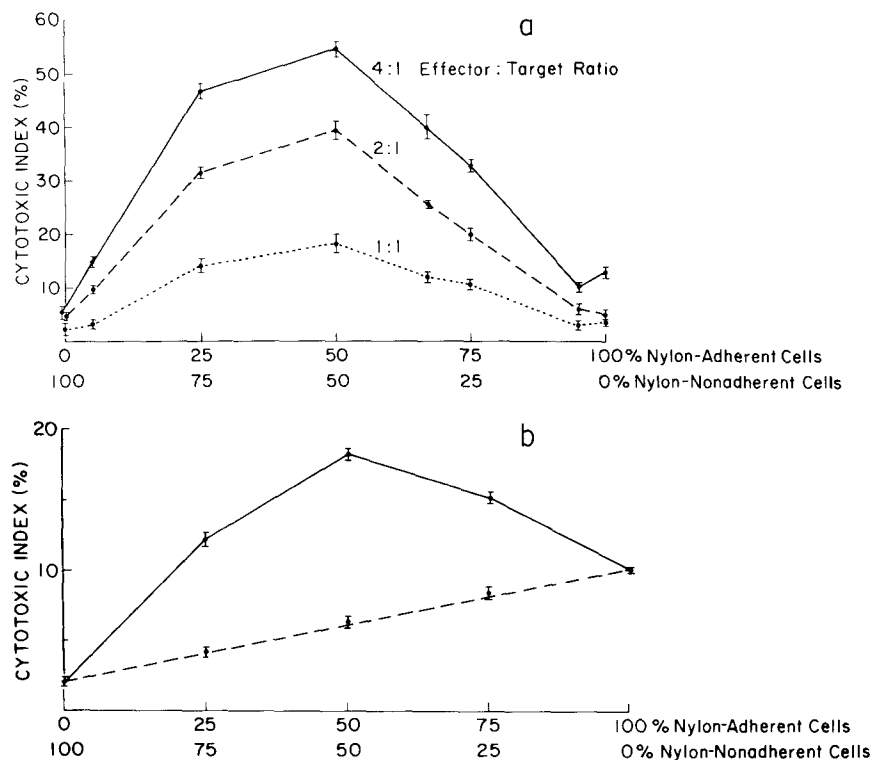 a
60
50
40
30
20
10
CYTOTOXIC INDEX (%)
4:1 Effector : Target Ratio
2:1
1:1
0 25 50 75 100 % Nylon-Adherent Cells
100 75 50 25 0% Nylon-Nonadherent Cells
b
20
10
0
CYTOTOXIC INDEX (%)
0 25 50 75 100 % Nylon-Adherent Cells
100 75 50 25 0% Nylon-Nonadherent Cells